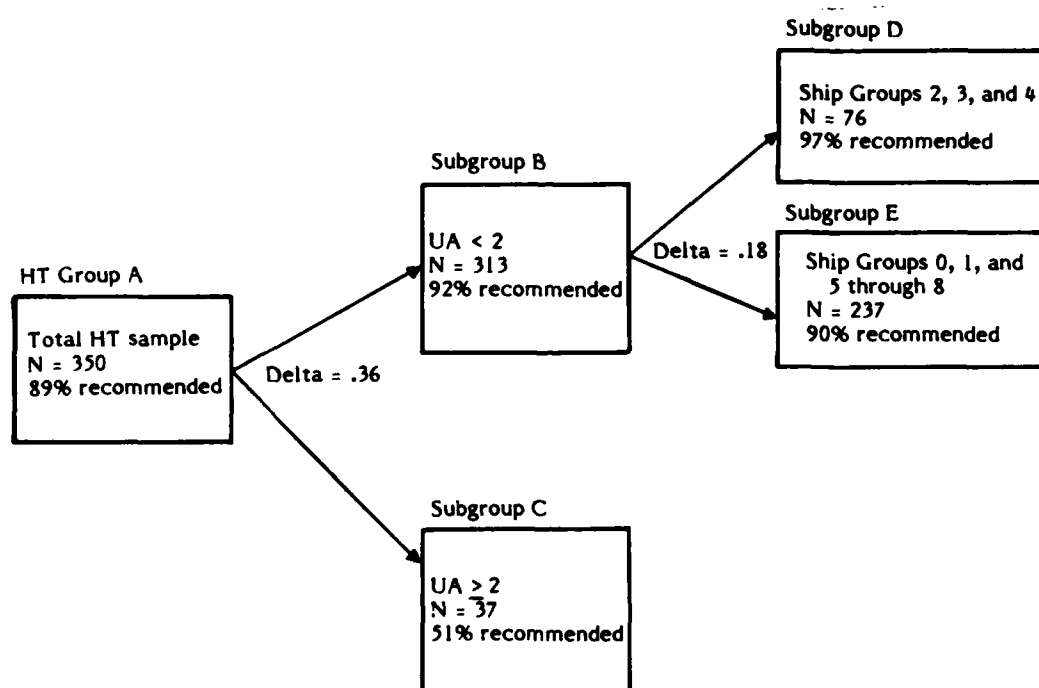 HT Group A
Total HT sample
N = 350
89% recommended
Delta = .36
Subgroup B
UA < 2
N = 313
92% recommended
Subgroup C
UA ≥ 2
N = 37
51% recommended
Delta = .18
Subgroup D
Ship Groups 2, 3, and 4
N = 76
97% recommended
Subgroup E
Ship Groups 0, 1, and
5 through 8
N = 237
90% recommended